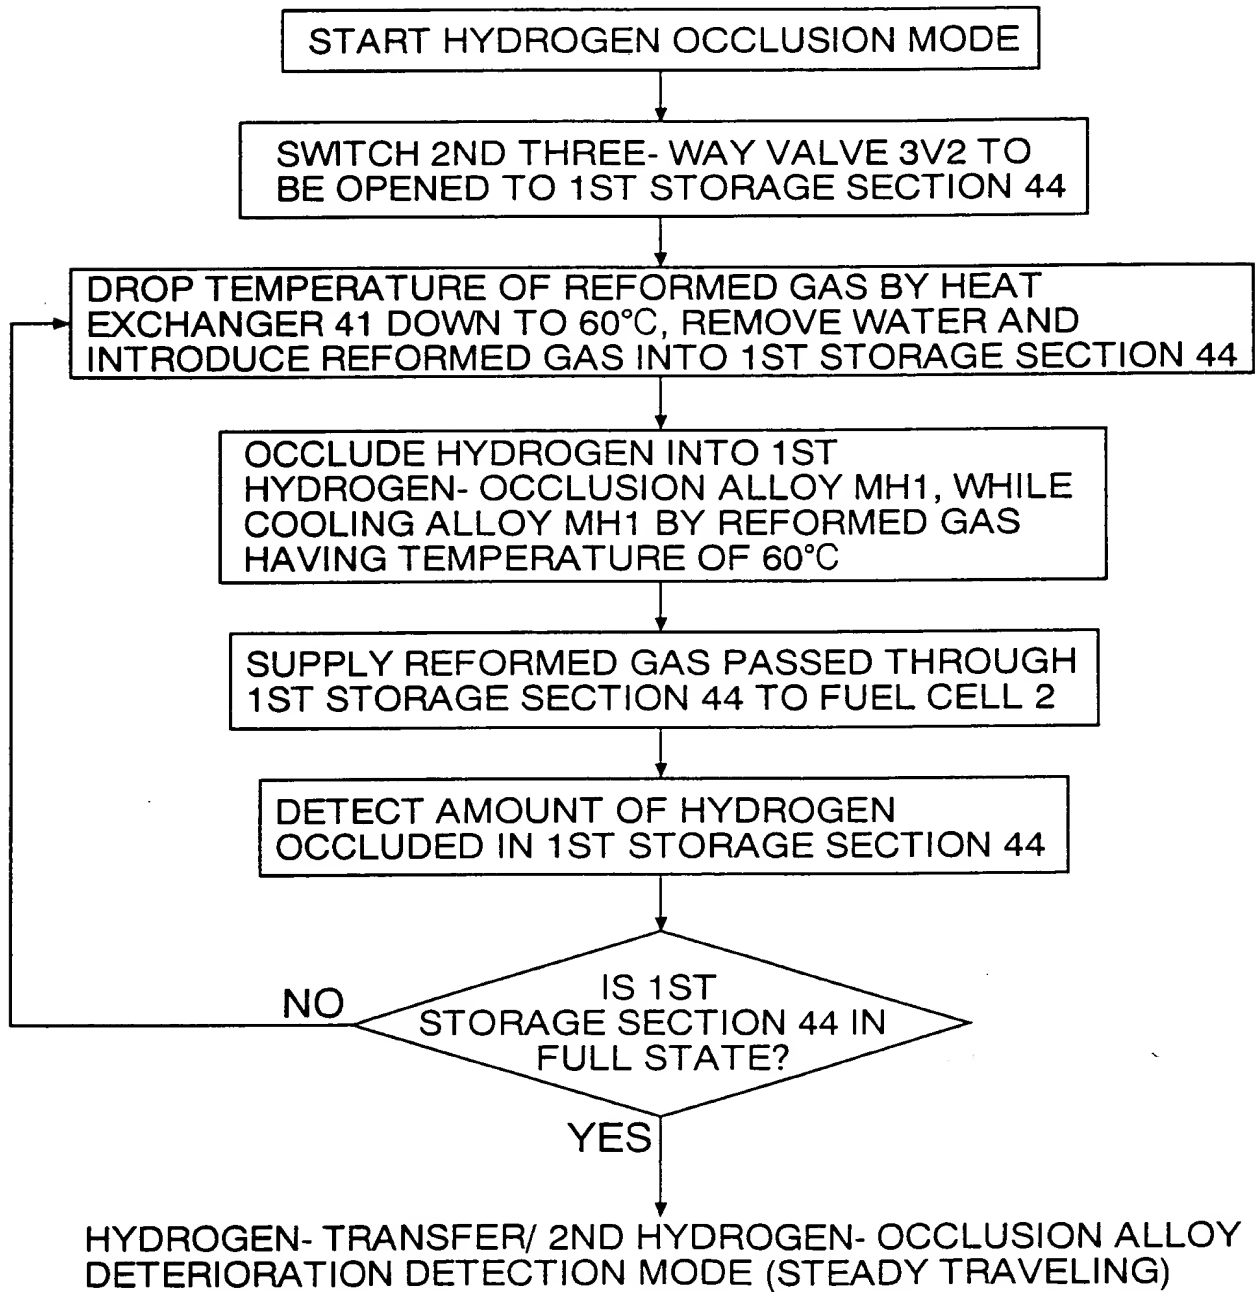 START HYDROGEN OCCLUSION MODE
SWITCH 2ND THREE- WAY VALVE 3V2 TO
BE OPENED TO 1ST STORAGE SECTION 44
DROP TEMPERATURE OF REFORMED GAS BY HEAT
EXCHANGER 41 DOWN TO 60°C, REMOVE WATER AND
INTRODUCE REFORMED GAS INTO 1ST STORAGE SECTION 44
OCCLUDE HYDROGEN INTO 1ST
HYDROGEN- OCCLUSION ALLOY MH1, WHILE
COOLING ALLOY MH1 BY REFORMED GAS
HAVING TEMPERATURE OF 60°C
SUPPLY REFORMED GAS PASSED THROUGH
1ST STORAGE SECTION 44 TO FUEL CELL 2
DETECT AMOUNT OF HYDROGEN
OCCLUDED IN 1ST STORAGE SECTION 44
IS 1ST
STORAGE SECTION 44 IN
FULL STATE?
NO
YES
HYDROGEN- TRANSFER/ 2ND HYDROGEN- OCCLUSION ALLOY
DETERIORATION DETECTION MODE (STEADY TRAVELING)